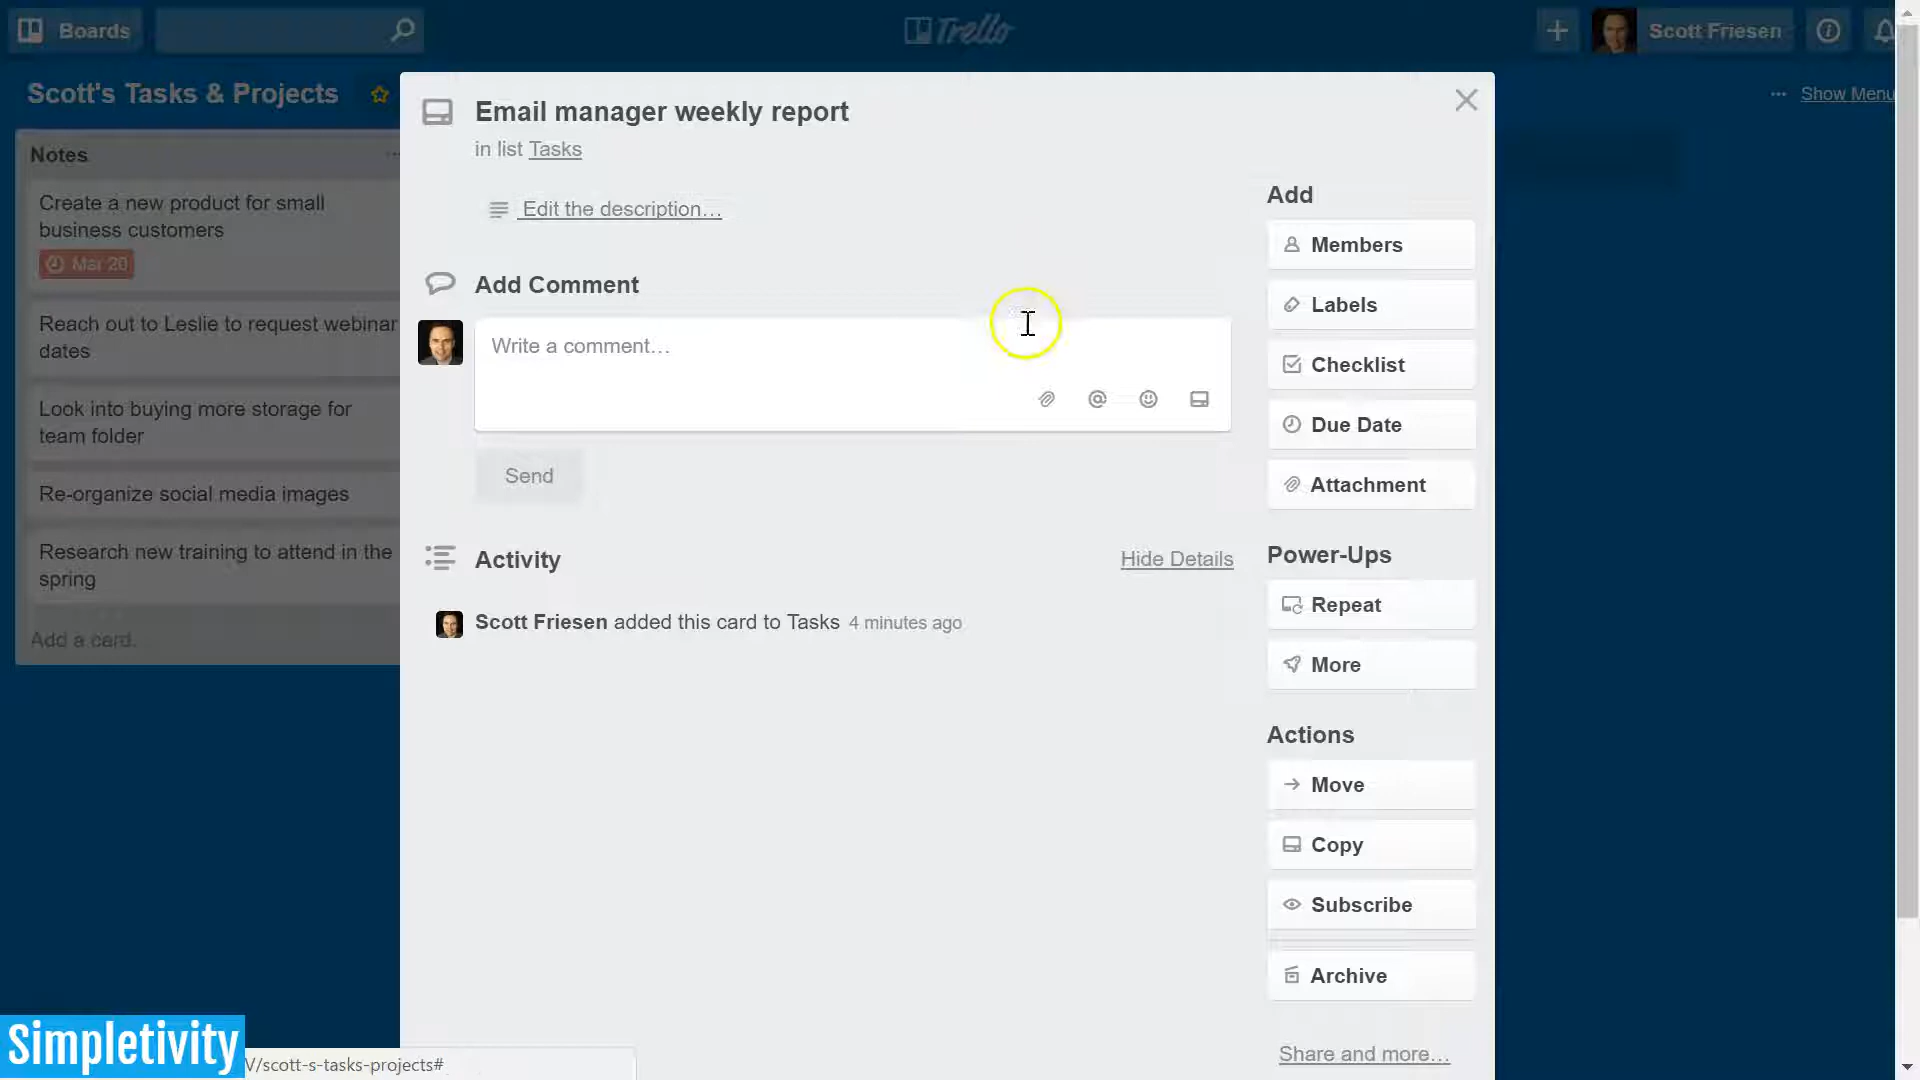 Boards
Trello
Scott Friesen
Scott's Tasks & Projects
Show Menu
Notes
Create a new product for small
business customers
Mar 20
Reach out to Leslie to request webinar
dates
Look into buying more storage for
team folder
Re-organize social media images
Research new training to attend in the
spring
Add a card.
Email manager weekly report
in list Tasks
Edit the description…
Add Comment
Write a comment…
Send
Activity
Hide Details
Scott Friesen added this card to Tasks 4 minutes ago
Add
Members
Labels
Checklist
Due Date
Attachment
Power-Ups
Repeat
More
Actions
Move
Copy
Subscribe
Archive
Share and more…
Simpletivity
V/scott-s-tasks-projects#